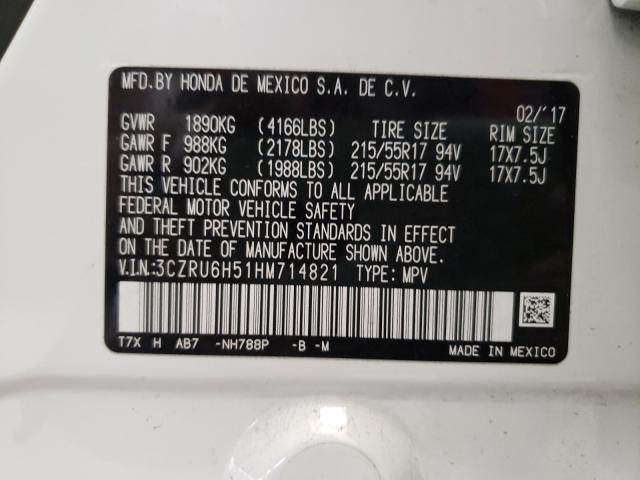 MFD.BY HONDA DE MEXICO S.A. DE C.V.
02/'17
GVWR 1890KG (4166LBS) TIRE SIZE RIM SIZE
GAWR F 988KG (2178LBS) 215/55R17 94V 17X7.5J
GAWR R 902KG (1988LBS) 215/55R17 94V 17X7.5J
THIS VEHICLE CONFORMS TO ALL APPLICABLE
FEDERAL MOTOR VEHICLE SAFETY
AND THEFT PREVENTION STANDARDS IN EFFECT
ON THE DATE OF MANUFACTURE SHOWN ABOVE.
V.I.N.:3CZRU6H51HM714821 TYPE: MPV
T7X H AB7 -NH788P -B -M
MADE IN MEXICO